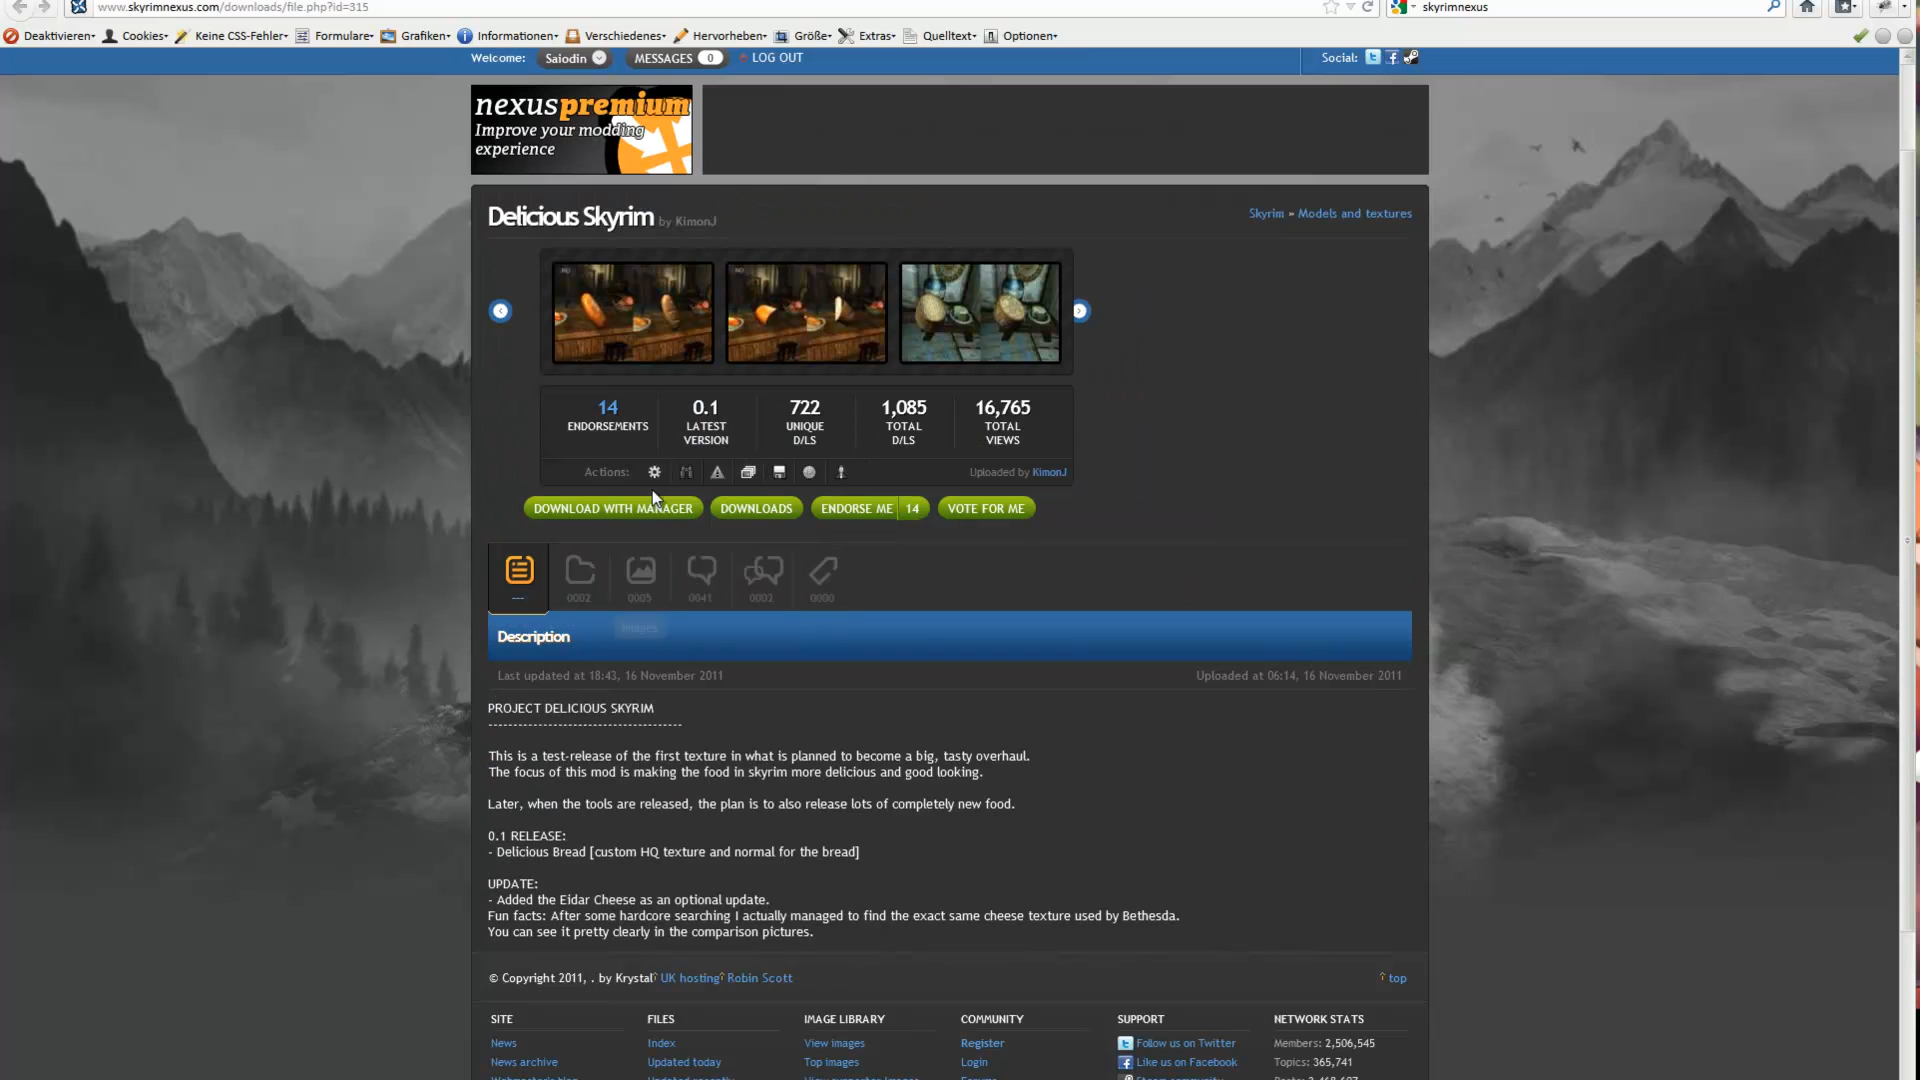 www.skyrimnexus.com/downloads/file.php?id=315
skyrimnexus
Deaktivieren Cookies Keine CSS-Fehler Formulare Grafiken Informationen Verschiedenes Hervorheben Größe Extras Quelltext Optionen
Welcome: Saiodin MESSAGES 0 LOG OUT Social:
nexuspremium
Improve your modding
experience
Delicious Skyrim by KimonJ
Skyrim » Models and textures
14 0.1 722 1,085 16,765
ENDORSEMENTS LATEST VERSION UNIQUE D/LS TOTAL D/LS TOTAL VIEWS
Actions: Uploaded by KimonJ
DOWNLOAD WITH MANAGER DOWNLOADS ENDORSE ME 14 VOTE FOR ME
--- 0002 0005 0041 0002 0000
Images
Description
Last updated at 18:43, 16 November 2011 Uploaded at 06:14, 16 November 2011
PROJECT DELICIOUS SKYRIM
---------------------------------------
This is a test-release of the first texture in what is planned to become a big, tasty overhaul.
The focus of this mod is making the food in skyrim more delicious and good looking.
Later, when the tools are released, the plan is to also release lots of completely new food.
0.1 RELEASE:
- Delicious Bread [custom HQ texture and normal for the bread]
UPDATE:
- Added the Eidar Cheese as an optional update.
Fun facts: After some hardcore searching I actually managed to find the exact same cheese texture used by Bethesda.
You can see it pretty clearly in the comparison pictures.
© Copyright 2011, . by Krystal UK hosting Robin Scott top
SITE FILES IMAGE LIBRARY COMMUNITY SUPPORT NETWORK STATS
News Index View images Register Follow us on Twitter Members: 2,506,545
News archive Updated today Top images Login Like us on Facebook Topics: 365,741